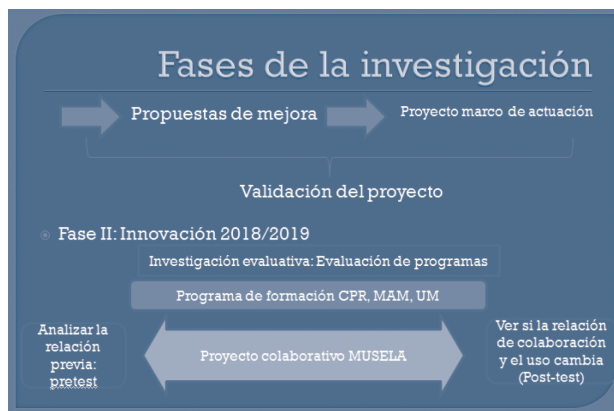 Fases de la investigación
Propuestas de mejora
Proyecto marco de actuación
Validación del proyecto
Fase II: Innovación 2018/2019
Investigación evaluativa: Evaluación de programas
Programa de formación CPR, MAM, UM
Analizar la
relación
previa:
pretest
Proyecto colaborativo MUSELA
Ver si la relación
de colaboración
y el uso cambia
(Post-test)